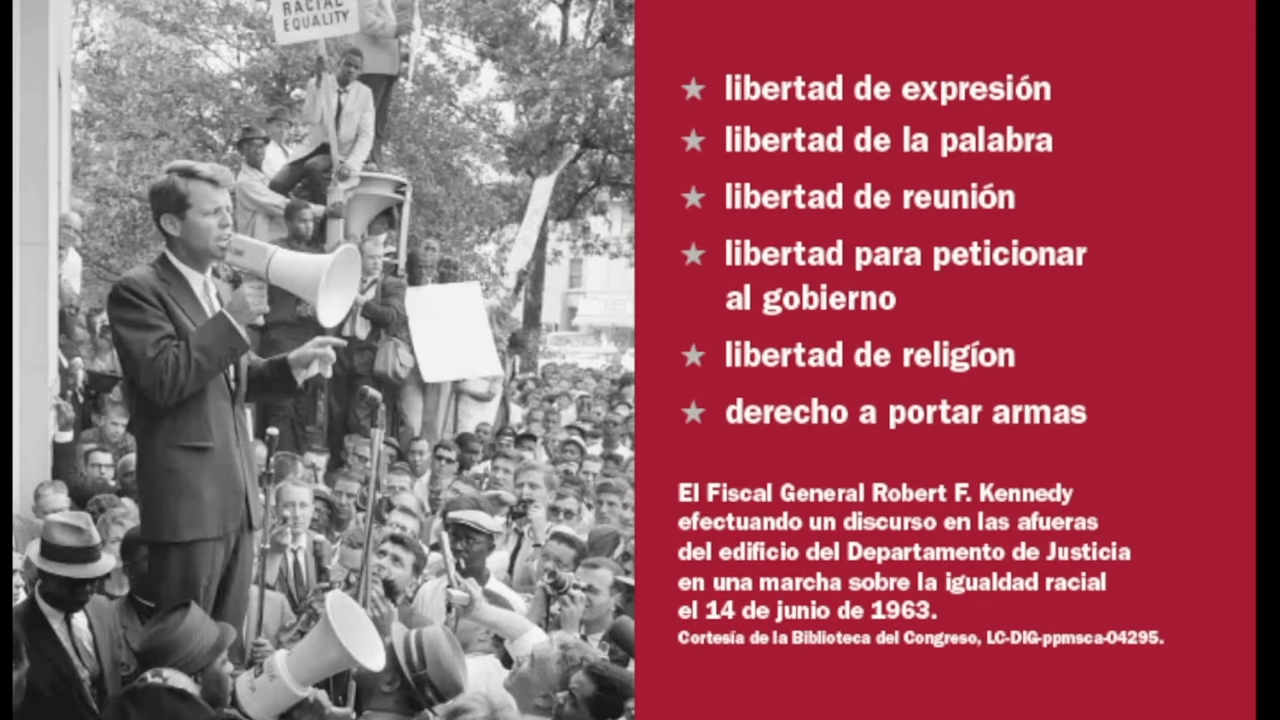 RACIAL
EQUALITY
libertad de expresión
libertad de la palabra
libertad de reunión
libertad para peticionar
al gobierno
libertad de religíon
derecho a portar armas
El Fiscal General Robert F. Kennedy
efectuando un discurso en las afueras
del edificio del Departamento de Justicia
en una marcha sobre la igualdad racial
el 14 de junio de 1963.
Cortesía de la Biblioteca del Congreso, LC-DIG-ppmsca-04295.